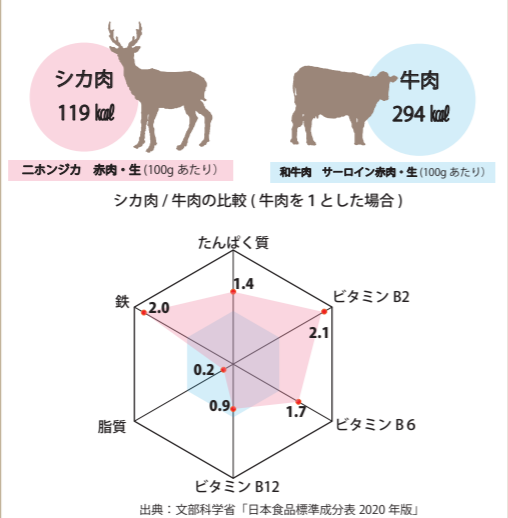 シカ肉
119 kcal
牛肉
294 kcal
二ホンジカ 赤肉・生(100g あたり)
和牛肉 サーロイン赤肉・生(100g あたり)
シカ肉 / 牛肉の比較 ( 牛肉を 1 とした場合 )
たんぱく質
1.4
ビタミン B2
2.1
鉄
2.0
0.2
0.9
1.7
脂質
ビタミン B６
ビタミン B12
出典：文部科学省「日本食品標準成分表 2020 年版」